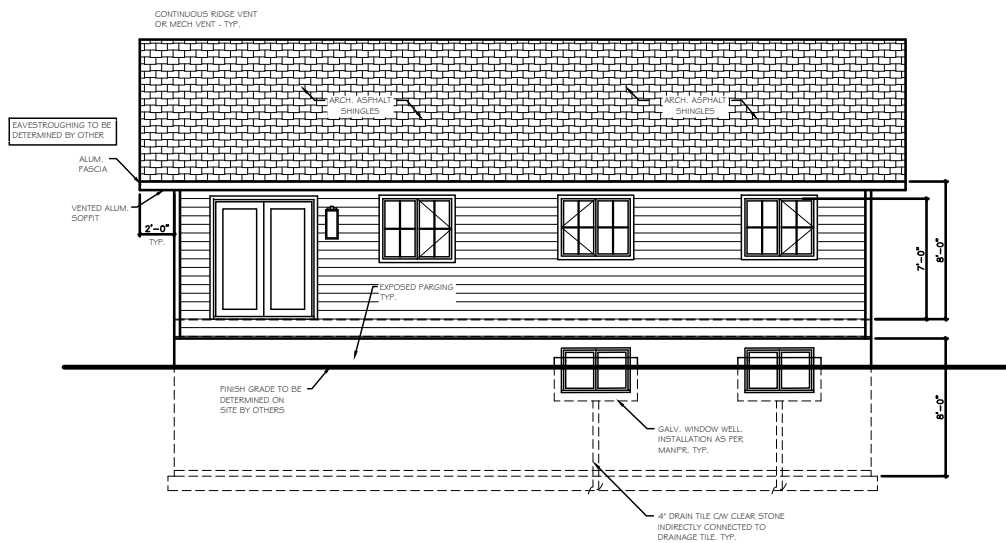 CONTINUOUS RIDGE VENT
OR MECH VENT - TYP.
ARCH. ASPHALT
SHINGLES
ARCH. ASPHALT
SHINGLES
EAVESTROUGHING TO BE
DETERMINED BY OTHER
ALUM.
FASCIA
VENTED ALUM.
SOFFIT
2'-0"
TYP.
7'-0"
8'-0"
EXPOSED PARGING
TYP.
FINISH GRADE TO BE
DETERMINED ON
SITE BY OTHERS
8'-0"
GALV. WINDOW WELL.
INSTALLATION AS PER
MANFR. TYP.
4" DRAIN TILE C/W CLEAR STONE
INDIRECTLY CONNECTED TO
DRAINAGE TILE. TYP.